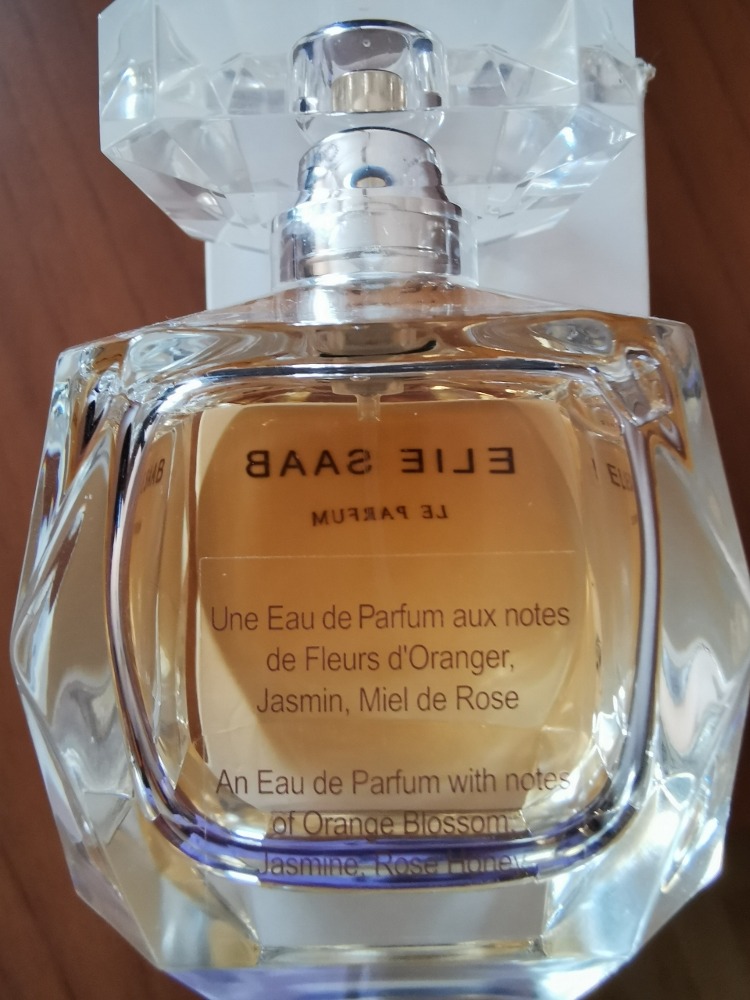 ELIE SAAB
LE PARFUM
Une Eau de Parfum aux notes
de Fleurs d'Oranger,
Jasmin, Miel de Rose
An Eau de Parfum with notes
of Orange Blossom,
Jasmine, Rose Honey